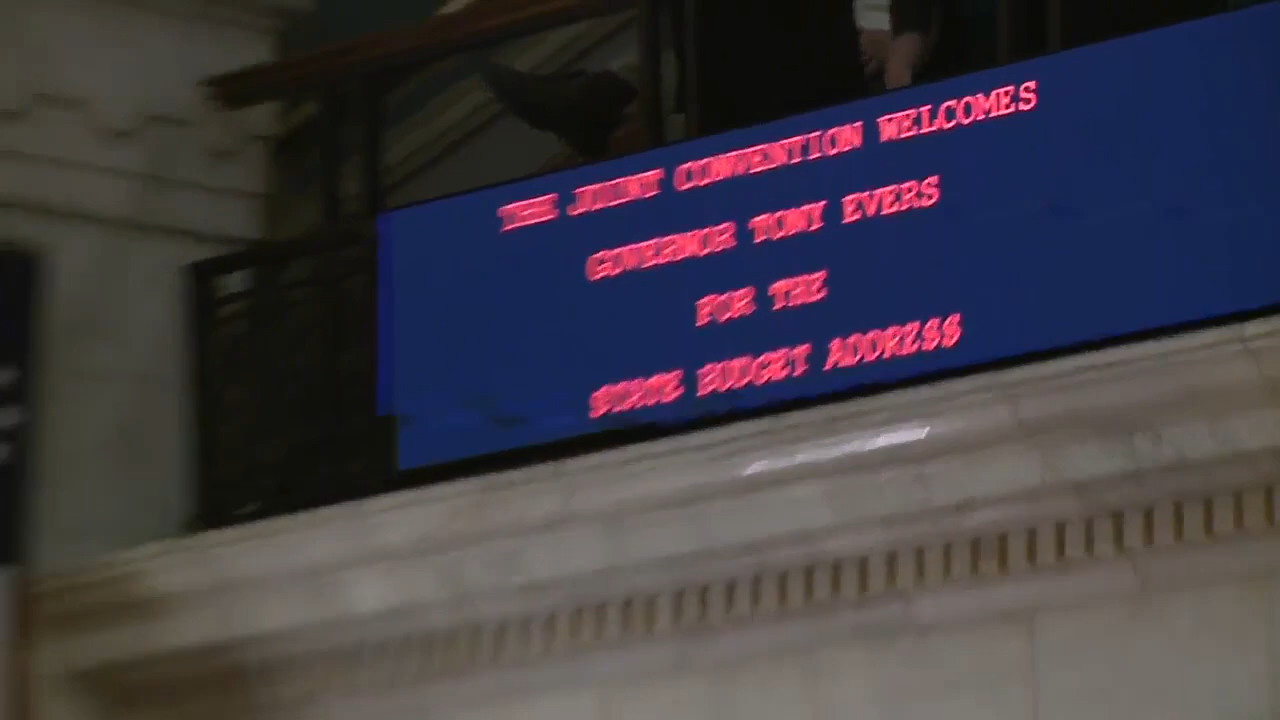 THE JOINT CONVENTION WELCOMES
GOVERNOR TONY EVERS
FOR THE
STATE BUDGET ADDRESS